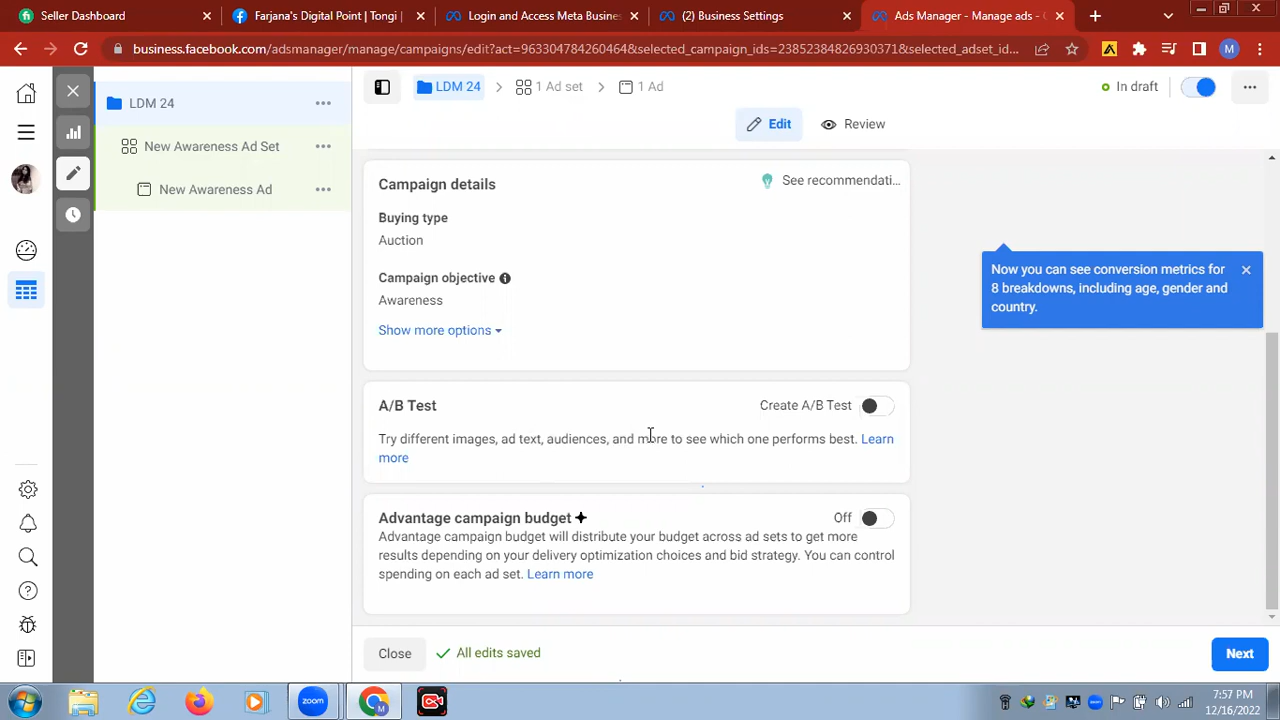 Seller Dashboard
Farjana's Digital Point | Tongi |
Login and Access Meta Busines
(2) Business Settings
Ads Manager - Manage ads - C
business.facebook.com/adsmanager/manage/campaigns/edit?act=963304784260464&selected_campaign_ids=23852384826930371&selected_adset_id...
M
LDM 24
New Awareness Ad Set
New Awareness Ad
LDM 24
1 Ad set
1 Ad
In draft
Edit
Review
Campaign details
See recommendati...
Buying type
Auction
Campaign objective
Awareness
Show more options
Now you can see conversion metrics for
8 breakdowns, including age, gender and
country.
A/B Test
Create A/B Test
Try different images, ad text, audiences, and more to see which one performs best. Learn
more
Advantage campaign budget
Off
Advantage campaign budget will distribute your budget across ad sets to get more
results depending on your delivery optimization choices and bid strategy. You can control
spending on each ad set. Learn more
Close
All edits saved
Next
zoom
M
7:57 PM
12/16/2022